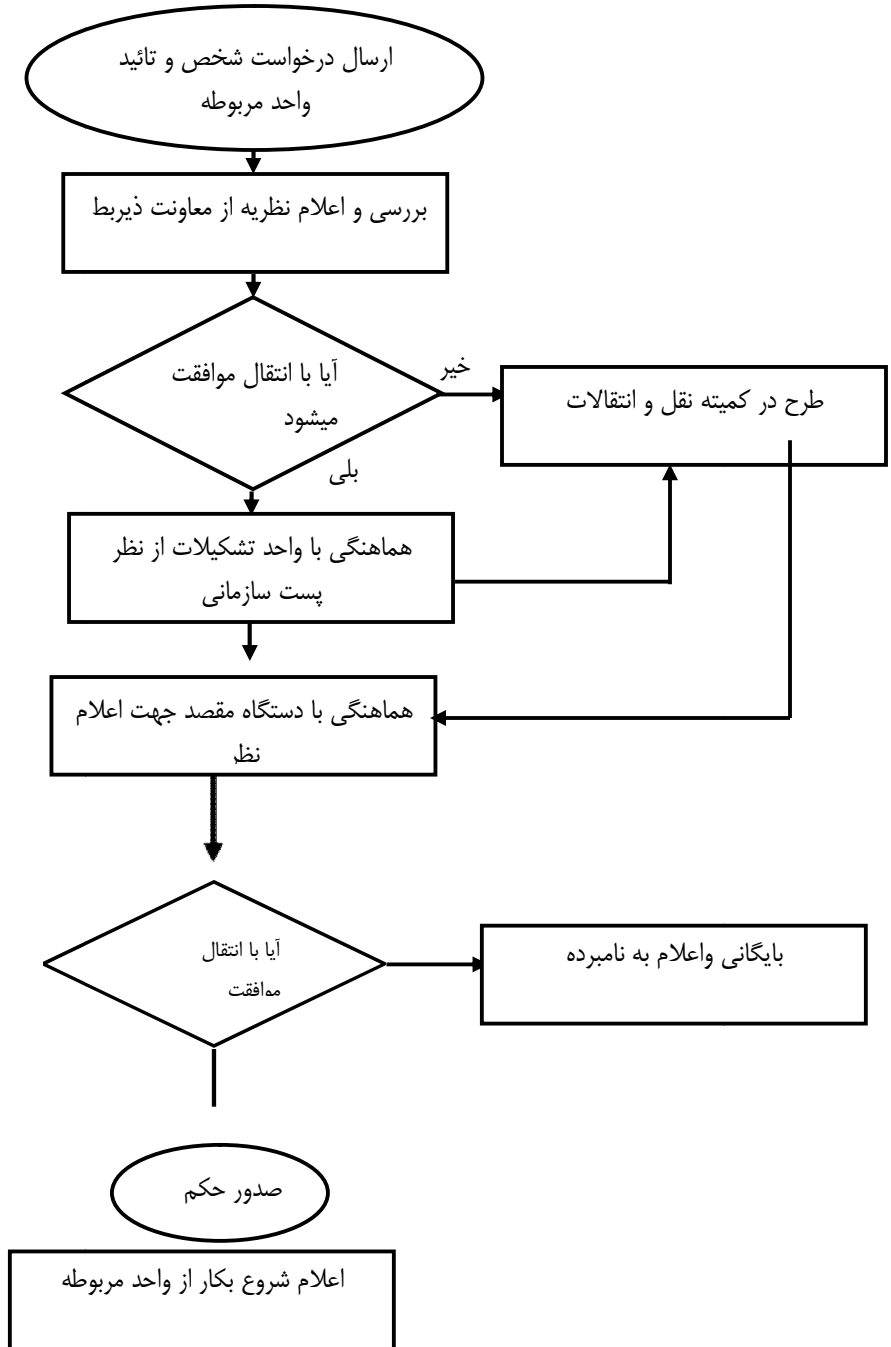 ارسال درخواست شخص و تائید
واحد مربوطه
بررسی و اعلام نظریه از معاونت ذیربط
آیا با انتقال موافقت
میشود
خیر
طرح در کمیته نقل و انتقالات
بلی
هماهنگی با واحد تشکیلات از نظر
پست سازمانی
هماهنگی با دستگاه مقصد جهت اعلام
نظر
آیا با انتقال
موافقت
بایگانی واعلام به نامبرده
صدور حکم
اعلام شروع بکار از واحد مربوطه